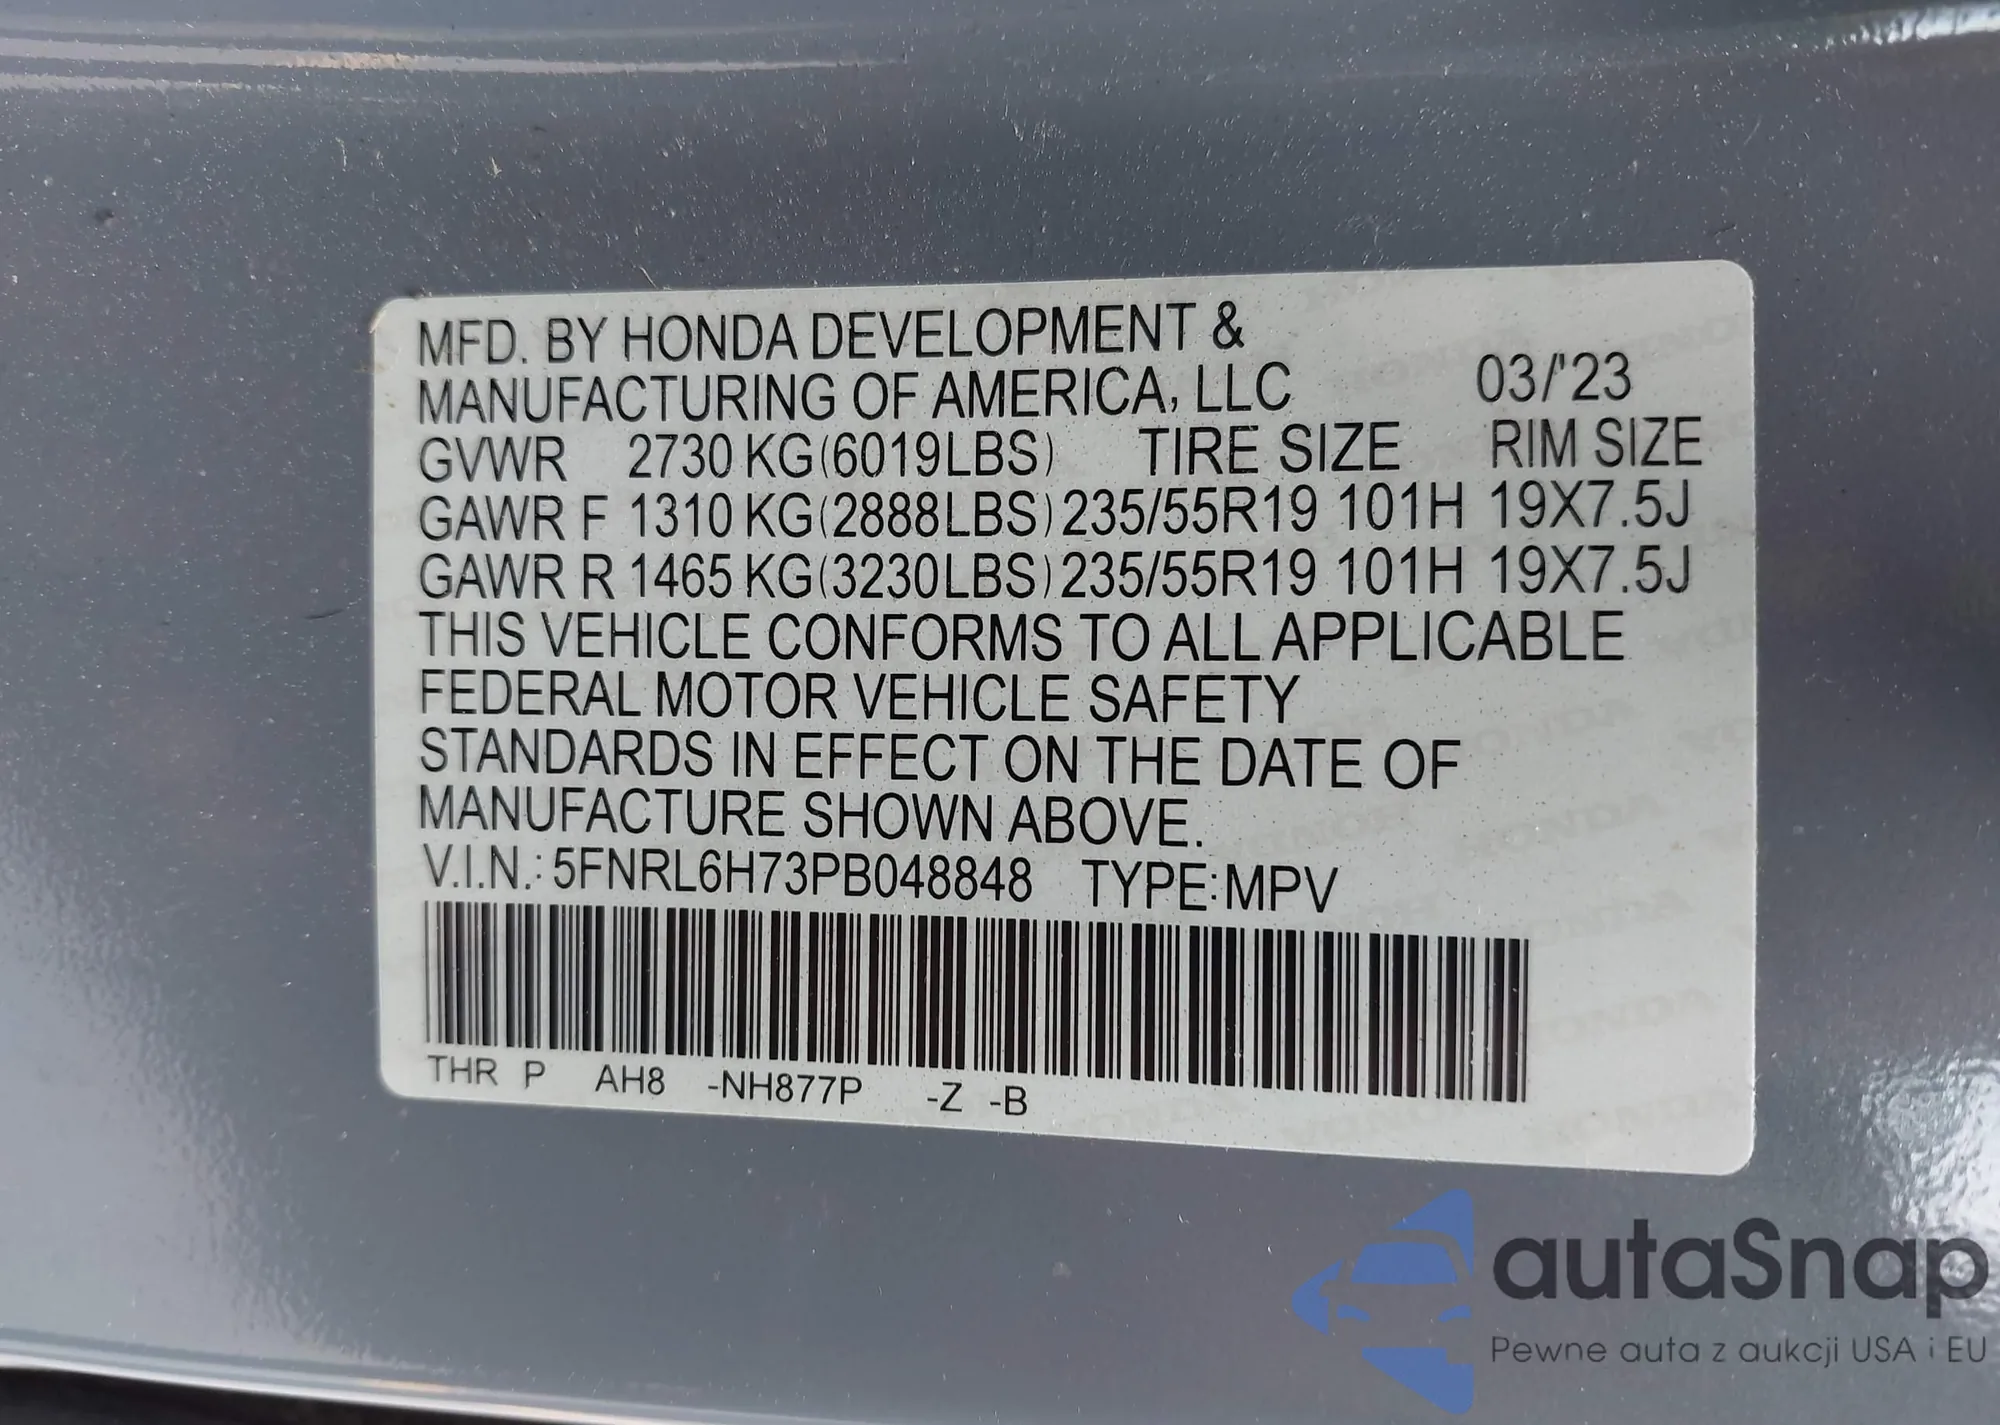 MFD. BY HONDA DEVELOPMENT &
MANUFACTURING OF AMERICA, LLC 03/'23
GVWR 2730 KG(6019LBS) TIRE SIZE RIM SIZE
GAWR F 1310 KG(2888LBS) 235/55R19 101H 19X7.5J
GAWR R 1465 KG(3230LBS) 235/55R19 101H 19X7.5J
THIS VEHICLE CONFORMS TO ALL APPLICABLE
FEDERAL MOTOR VEHICLE SAFETY
STANDARDS IN EFFECT ON THE DATE OF
MANUFACTURE SHOWN ABOVE.
V.I.N.: 5FNRL6H73PB048848 TYPE:MPV
THR P AH8 -NH877P -Z -B
autaSnap
Pewne auta z aukcji USA i EU